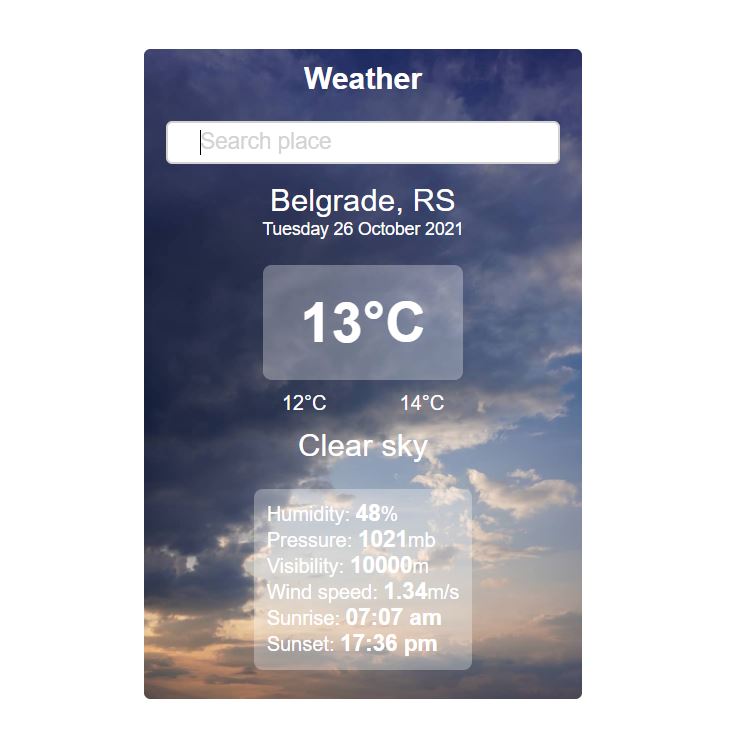 Weather
Search place
Belgrade, RS
Tuesday 26 October 2021
13°C
12°C 14°C
Clear sky
Humidity: 48%
Pressure: 1021mb
Visibility: 10000m
Wind speed: 1.34m/s
Sunrise: 07:07 am
Sunset: 17:36 pm